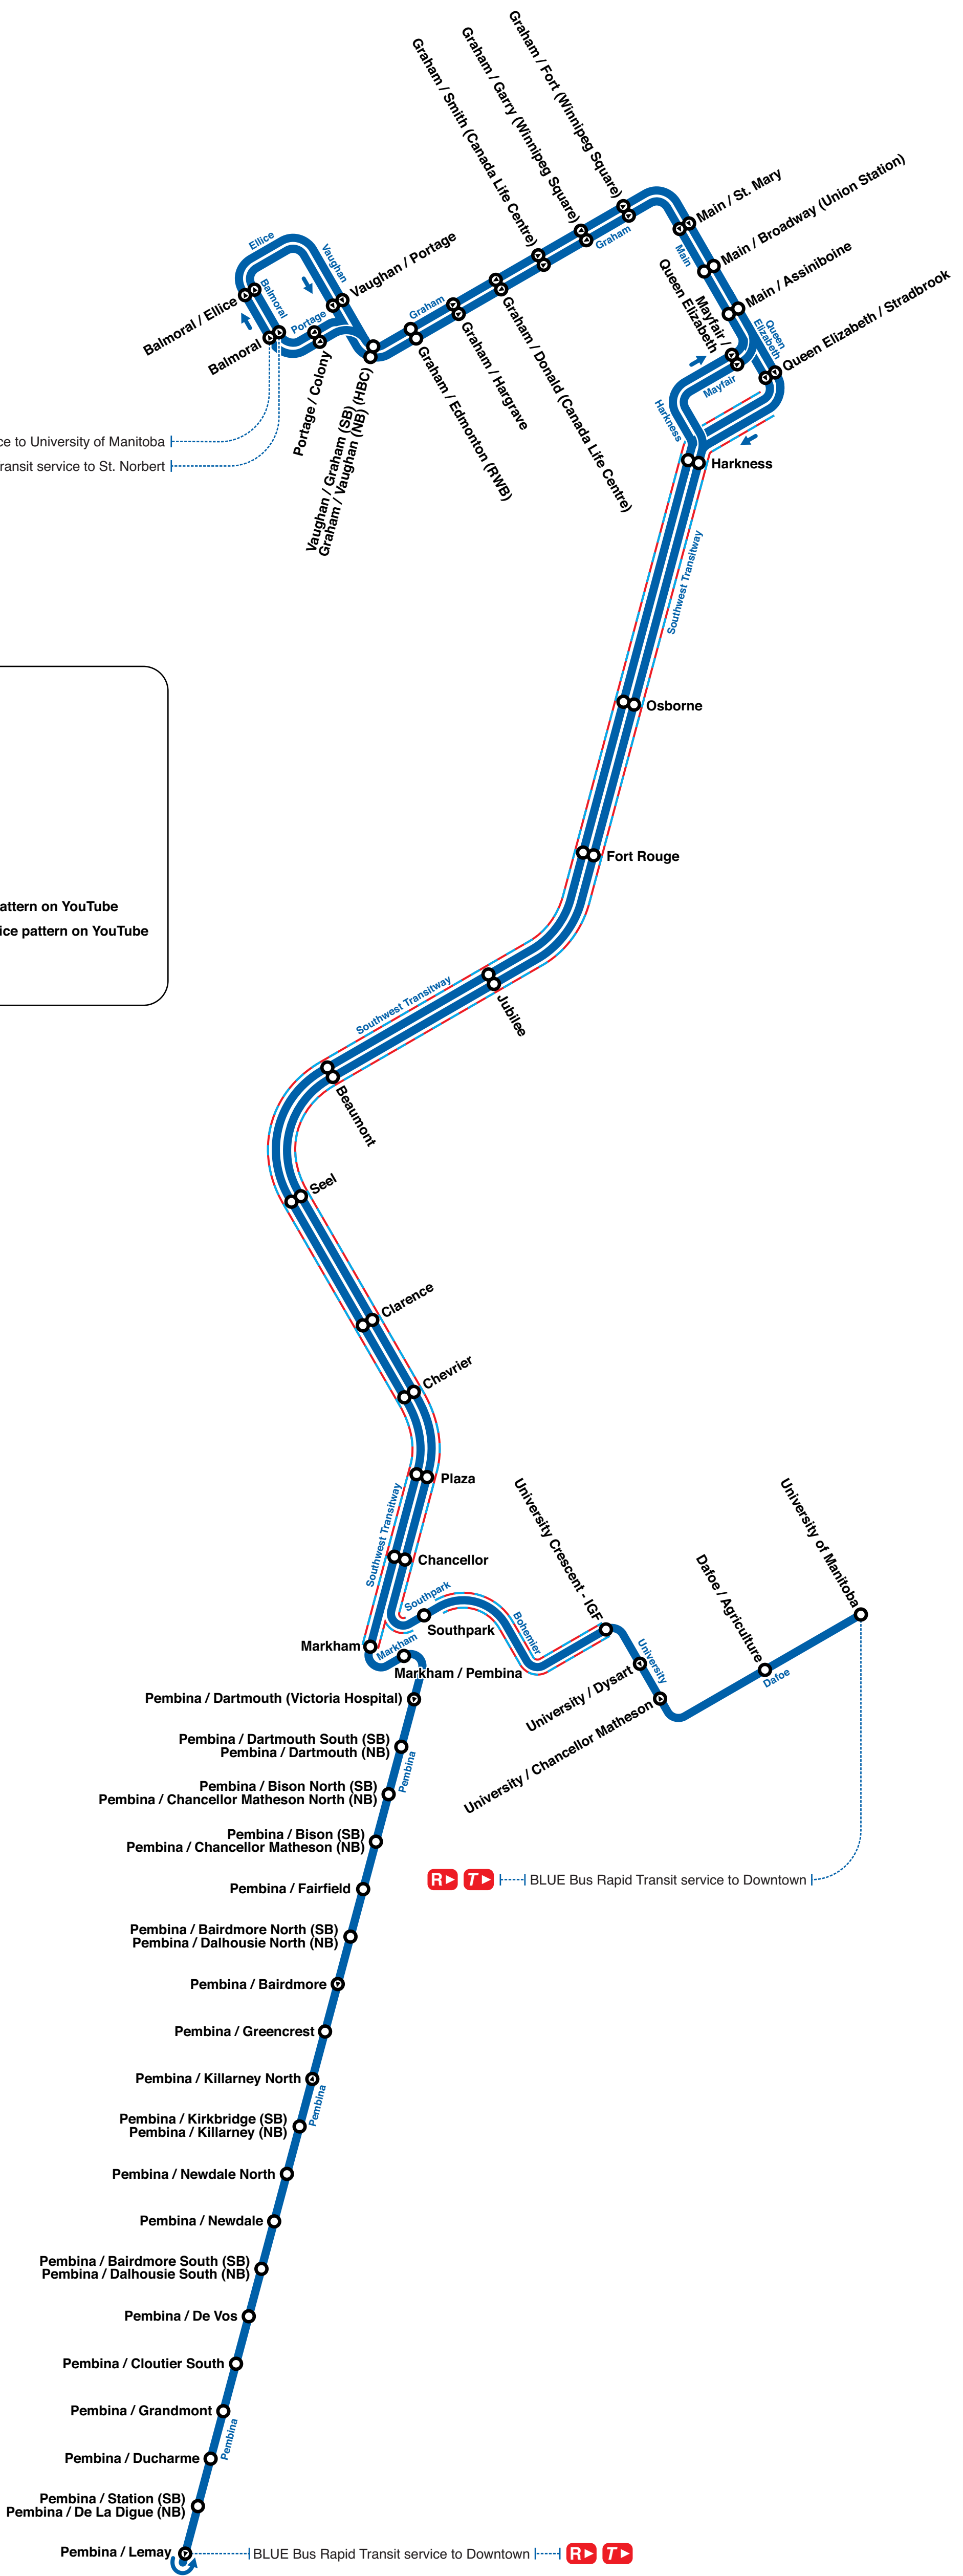 Graham / Fort (Winnipeg Square)
Graham / Garry (Winnipeg Square)
Graham / Smith (Canada Life Centre)
Graham
Main / St. Mary
Main
Main / Broadway (Union Station)
Main / Assiniboine
Queen
Elizabeth
Queen Elizabeth / Stradbrook
Mayfair /
Queen Elizabeth
Mayfair
Harkness
Harkness
Ellice
Vaughan
Vaughan / Portage
Balmoral
Balmoral / Ellice
Balmoral
Portage
Portage / Colony
Graham
Vaughan / Graham (SB)
Graham / Vaughan (NB) (HBC)
Graham / Edmonton (RWB)
Graham / Hargrave
Graham / Donald (Canada Life Centre)
ce to University of Manitoba
ransit service to St. Norbert
Southwest Transitway
Osborne
Fort Rouge
attern on YouTube
ice pattern on YouTube
Jubilee
Southwest Transitway
Beaumont
Seel
Clarence
Chevrier
Plaza
Southwest Transitway
Chancellor
Southpark
Southpark
Markham
Markham
Markham / Pembina
Bohemier
University Crescent - IGF
University
University / Dysart
University / Chancellor Matheson
Dafoe / Agriculture
Dafoe
University of Manitoba
R T BLUE Bus Rapid Transit service to Downtown
Pembina / Dartmouth (Victoria Hospital)
Pembina / Dartmouth South (SB)
Pembina / Dartmouth (NB)
Pembina
Pembina / Bison North (SB)
Pembina / Chancellor Matheson North (NB)
Pembina / Bison (SB)
Pembina / Chancellor Matheson (NB)
Pembina / Fairfield
Pembina / Bairdmore North (SB)
Pembina / Dalhousie North (NB)
Pembina / Bairdmore
Pembina / Greencrest
Pembina / Killarney North
Pembina
Pembina / Kirkbridge (SB)
Pembina / Killarney (NB)
Pembina / Newdale North
Pembina / Newdale
Pembina / Bairdmore South (SB)
Pembina / Dalhousie South (NB)
Pembina / De Vos
Pembina / Cloutier South
Pembina / Grandmont
Pembina
Pembina / Ducharme
Pembina / Station (SB)
Pembina / De La Digue (NB)
Pembina / Lemay
BLUE Bus Rapid Transit service to Downtown R T